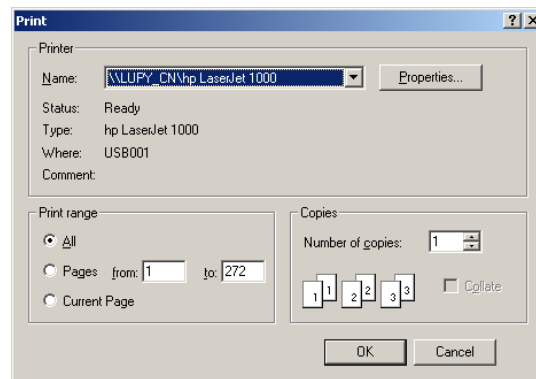 Print
Printer
Name: \\LUPY_CN\hp LaserJet 1000 Properties...
Status: Ready
Type: hp LaserJet 1000
Where: USB001
Comment:
Print range
All
Pages from: 1 to: 272
Current Page
Copies
Number of copies: 1
1 1 2 2 3 3 Collate
OK Cancel